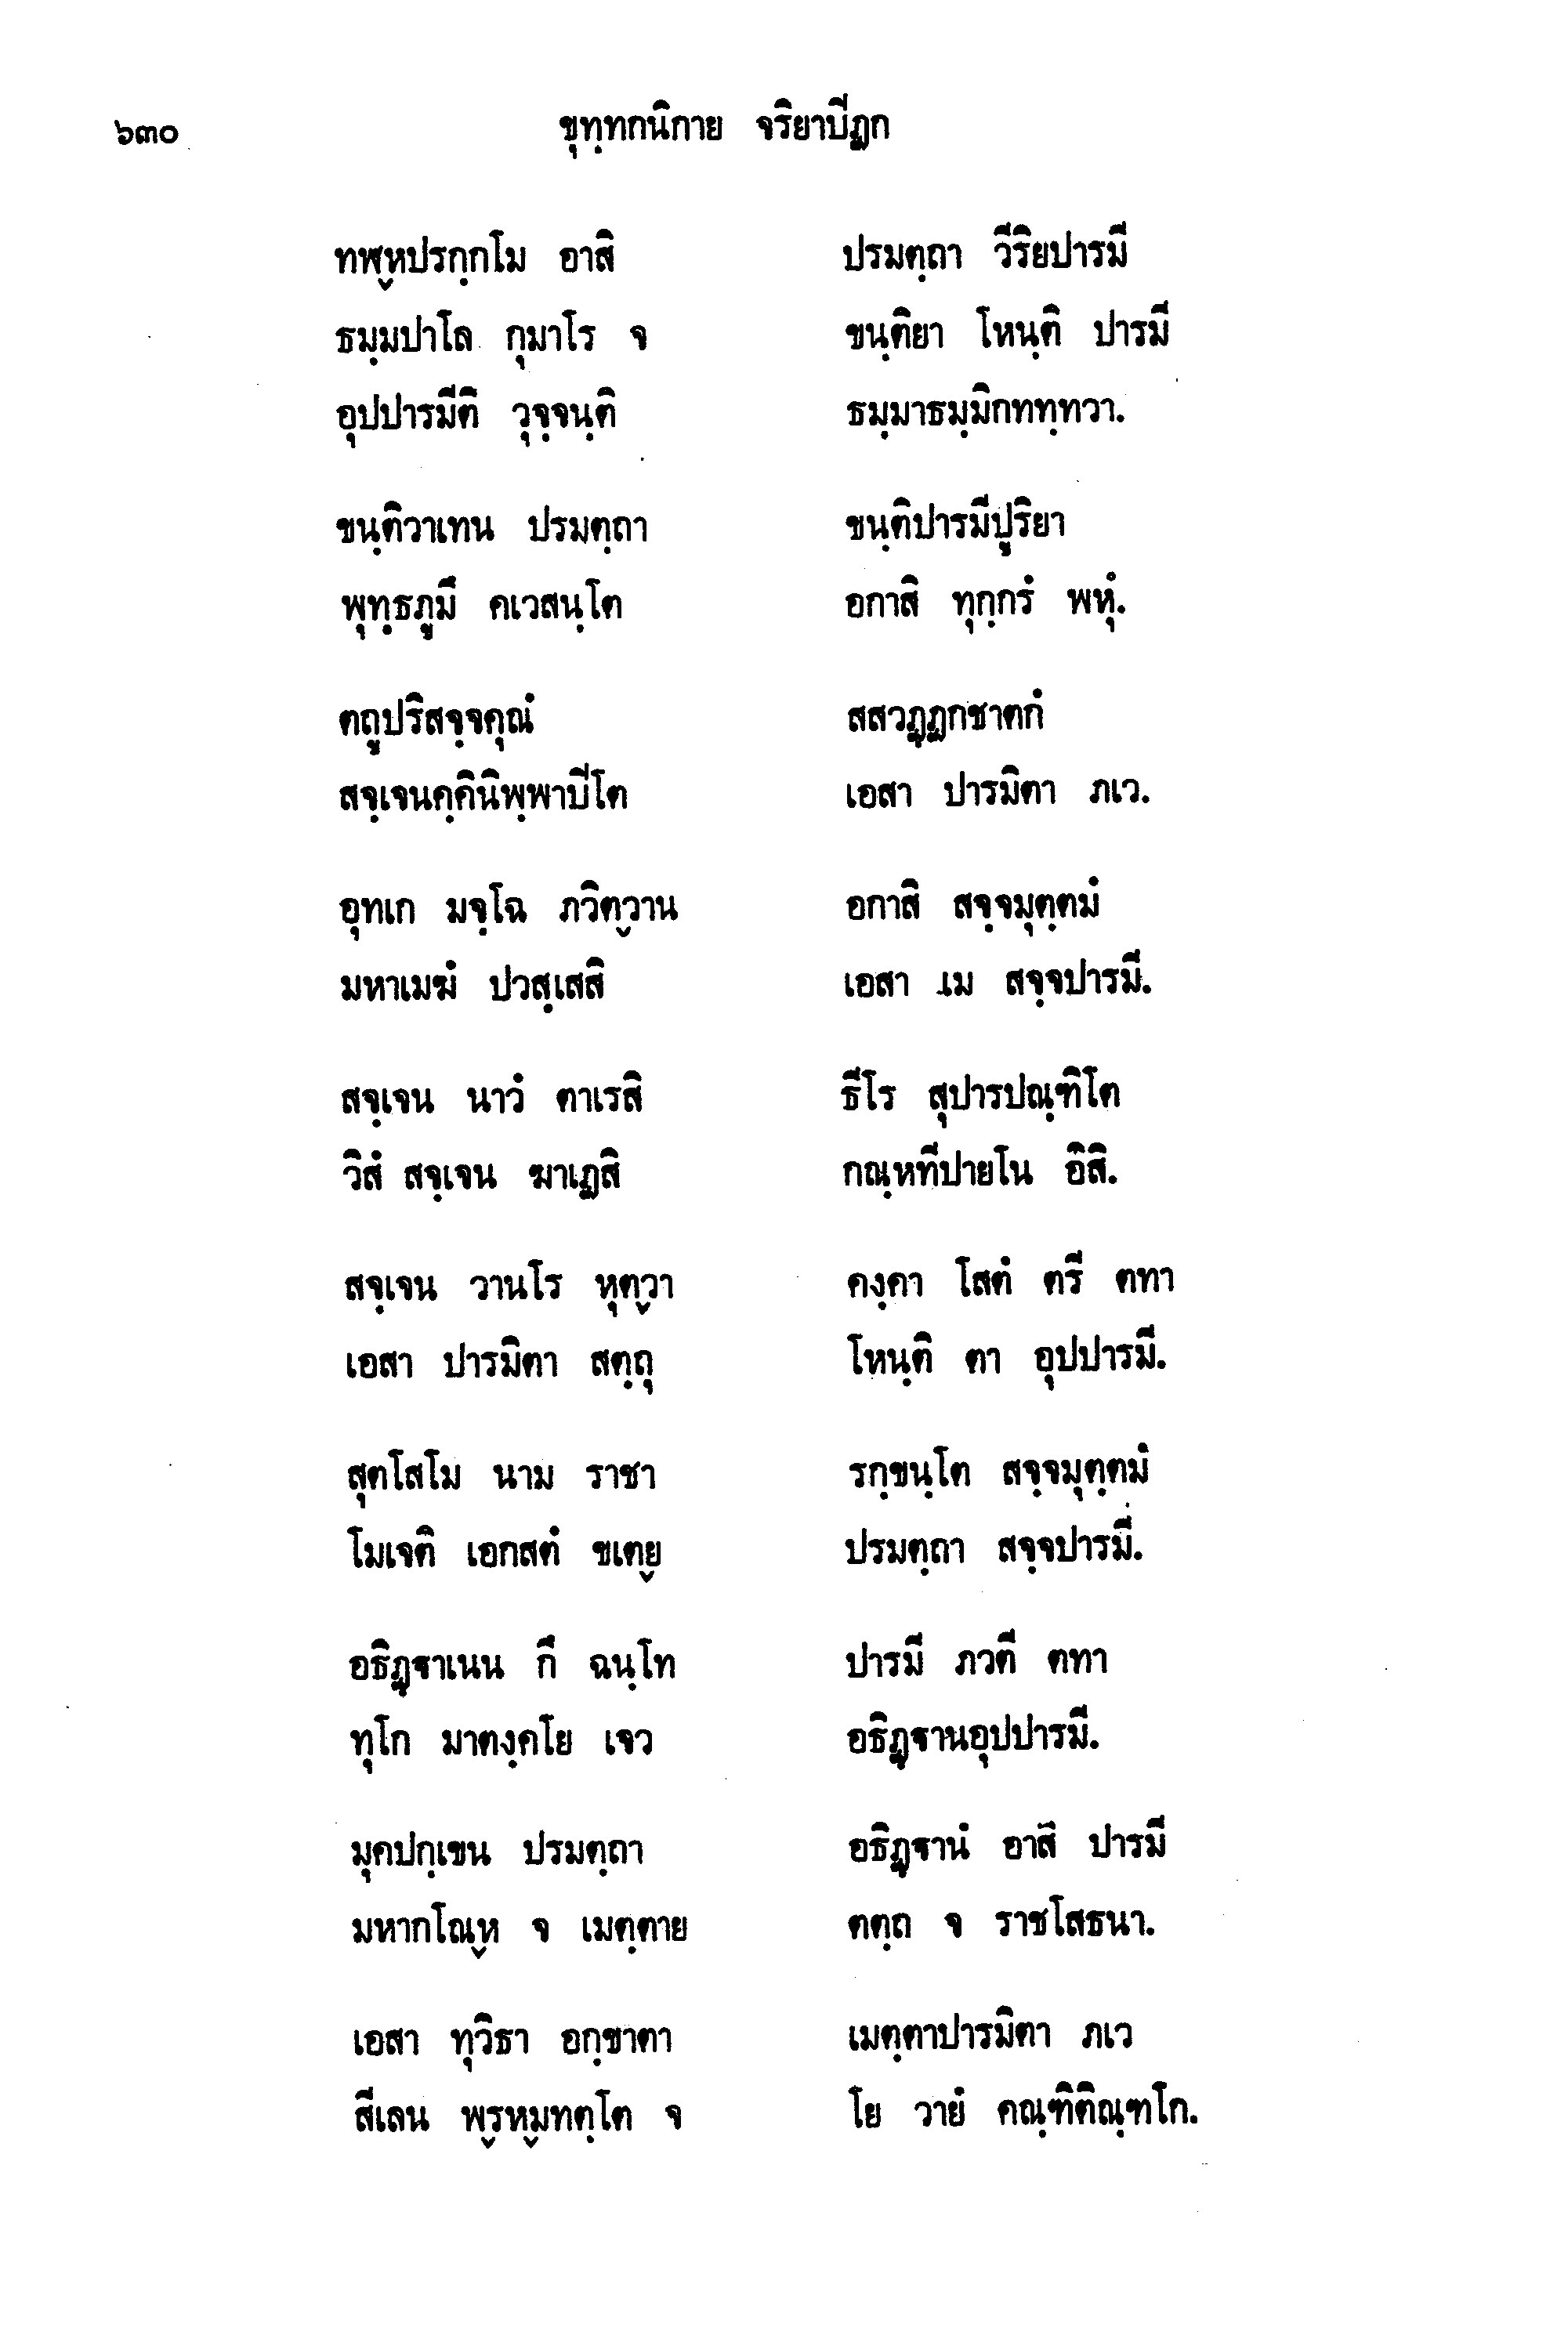 ๖๓๐ ขุทฺทกนิกาย จริยาปิฏก
ทฬฺหปรกฺกโม อาสิ ปรมตฺถา วีริยปารมี
ธมฺมปาโล กุมาโร จ ขนฺติยา โหนฺติ ปารมี
อุปปารมีติ วุจฺจนฺติ ธมฺมาธมฺมิกททฺทวา.
ขนฺติวาเทน ปรมตฺถา ขนฺติปารมีปูริยา
พุทฺธภูมึ คเวสนฺโต อกาสิ ทุกฺกรํ พหุํ.
ตถูปริสจฺจคุณํ สสวฏฺฏกชาตกํ
สจฺเจนคฺคินิพฺพาปีโต เอสา ปารมิตา ภเว.
อุทเก มจฺโฉ ภวิตฺวาน อกาสิ สจฺจมุตฺตมํ
มหาเมฆํ ปวสฺเสสิ เอสา เม สจฺจปารมี.
สจฺเจน นาวํ ตาเรสิ ธีโร สุปารปณฺฑิโต
วิสํ สจฺเจน ฆาเฏสิ กณฺหทีปายโน อิสิ.
สจฺเจน วานโร หุตฺวา คงฺคา โสตํ ตรี ตทา
เอสา ปารมิตา สตฺถุ โหนฺติ ตา อุปปารมี.
สุตโสโม นาม ราชา รกฺขนฺโต สจฺจมุตฺตมํ
โมเจติ เอกสตํ ขเตฺย ปรมตฺถา สจฺจปารมี.
อธิฏฺฐาเนน กึ ฉนฺโท ปารมี ภวตี ตทา
ทุโก มาตงฺคโย เจว อธิฏฺฐานอุปปารมี.
มุคปกฺเขน ปรมตฺถา อธิฏฺฐานํ อาสิ ปารมี
มหากโณฺห จ เมตฺตาย ตตฺถ จ ราชโสธนา.
เอสา ทุวิธา อกฺขาตา เมตฺตาปารมิตา ภเว
สีเลน พฺรหฺมทตฺโต จ โย วายํ คณฺฑิติณฺฑโก.